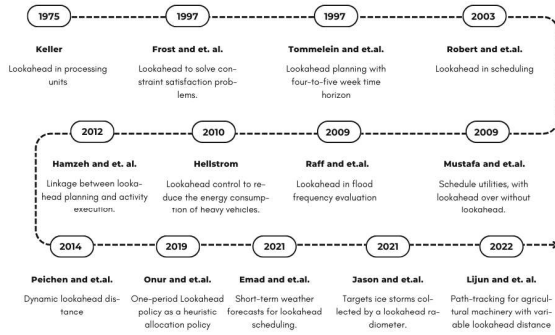 1975
1997
1997
2003
Keller
Frost and et. al.
Tommelein and et.al.
Robert and et.al.
Lookahead in processing
units
Lookahead to solve con-
straint satisfaction prob-
lems.
Lookahead planning with
four-to-five week time
horizon
Lookahead in scheduling
2012
2010
2009
2009
Hamzeh and et. al.
Hellstrom
Raff and et.al.
Mustafa and et.al.
Linkage between looka-
head planning and activity
execution.
Lookahead control to re-
duce the energy consump-
tion of heavy vehicles.
Lookahead in flood
frequency evaluation
Schedule utilities, with
lookahead over without
lookahead.
2014
2019
2021
2021
2022
Peichen and et.al.
Onur and et.al.
Emad and et.al.
Jason and et.al.
Lijun and et.al.
Dynamic lookahead dis-
tance
One-period Lookahead
policy as a heuristic
allocation policy
Short-term weather
forecasts for lookahead
scheduling.
Targets ice storms col-
lected by a lookahead ra-
diometer.
Path-tracking for agricul-
tural machinery with vari-
able lookahead distance